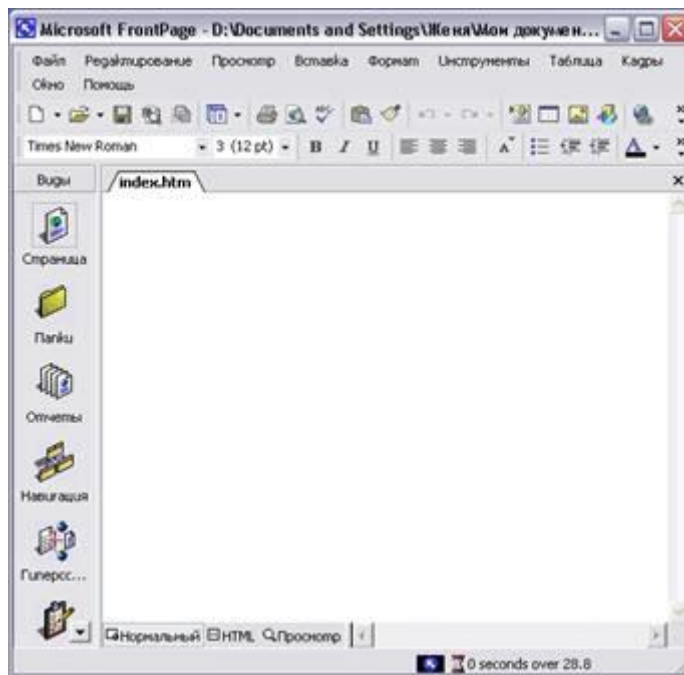 Microsoft FrontPage - D:\Documents and Settings\Женя\Мои докумен...
Файл Редактирование Просмотр Вставка Формат Инструменты Таблица Кадры
Окно Помощь
Times New Roman 3 (12 pt) B I U A
Виды index.htm
Страница
Папки
Отчеты
Навигация
Гиперсс...
Нормальный HTML Просмотр
0 seconds over 28.8